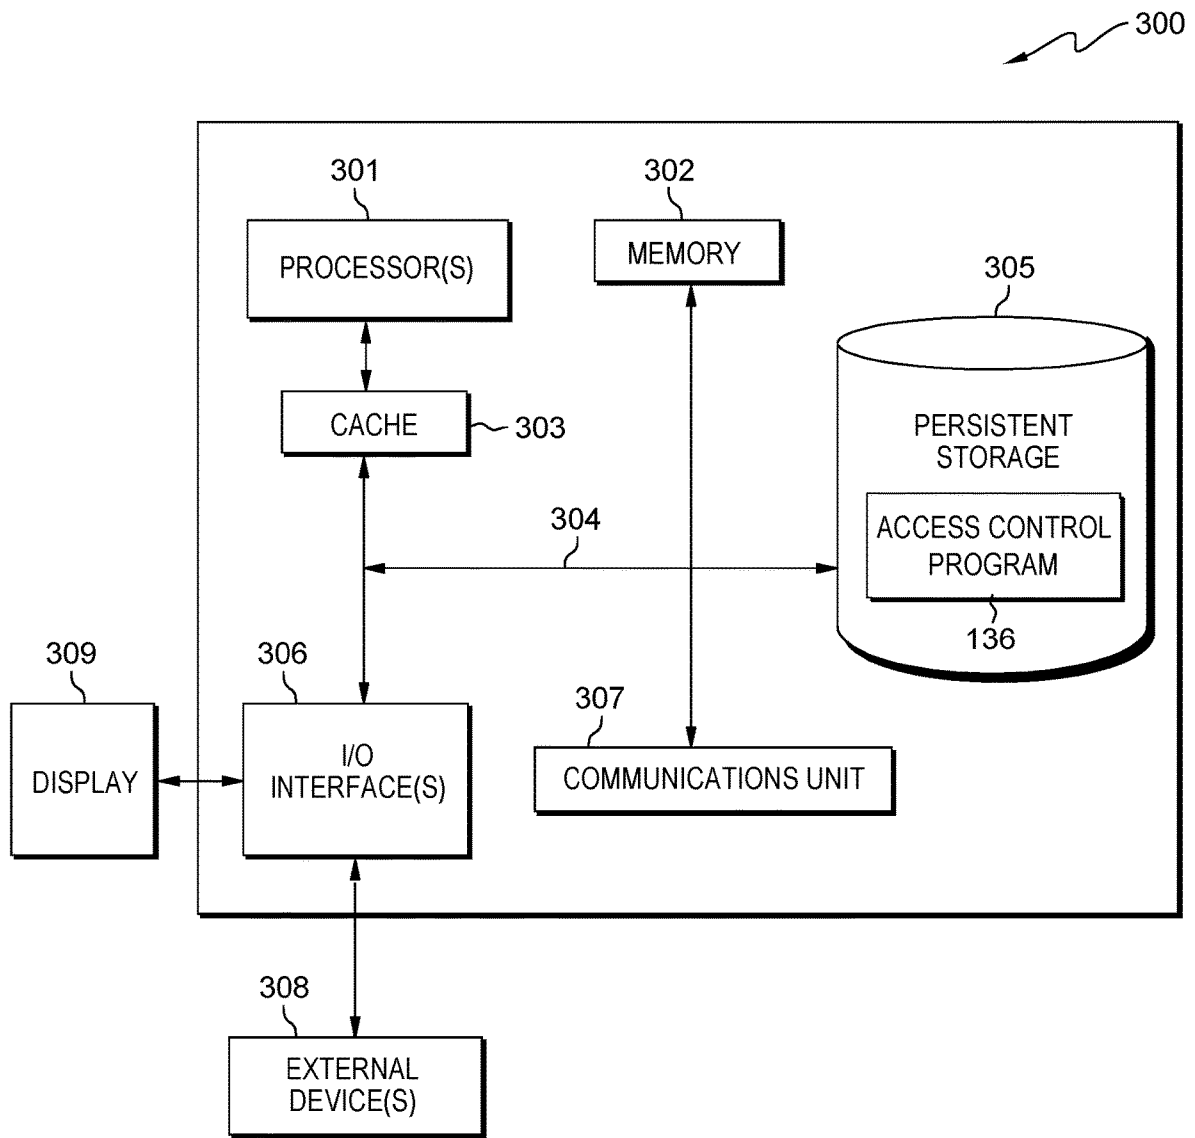 300
301
302
PROCESSOR(S)
MEMORY
305
CACHE
303
PERSISTENT
STORAGE
304
ACCESS CONTROL
PROGRAM
136
309
306
307
DISPLAY
I/O
INTERFACE(S)
COMMUNICATIONS UNIT
308
EXTERNAL
DEVICE(S)